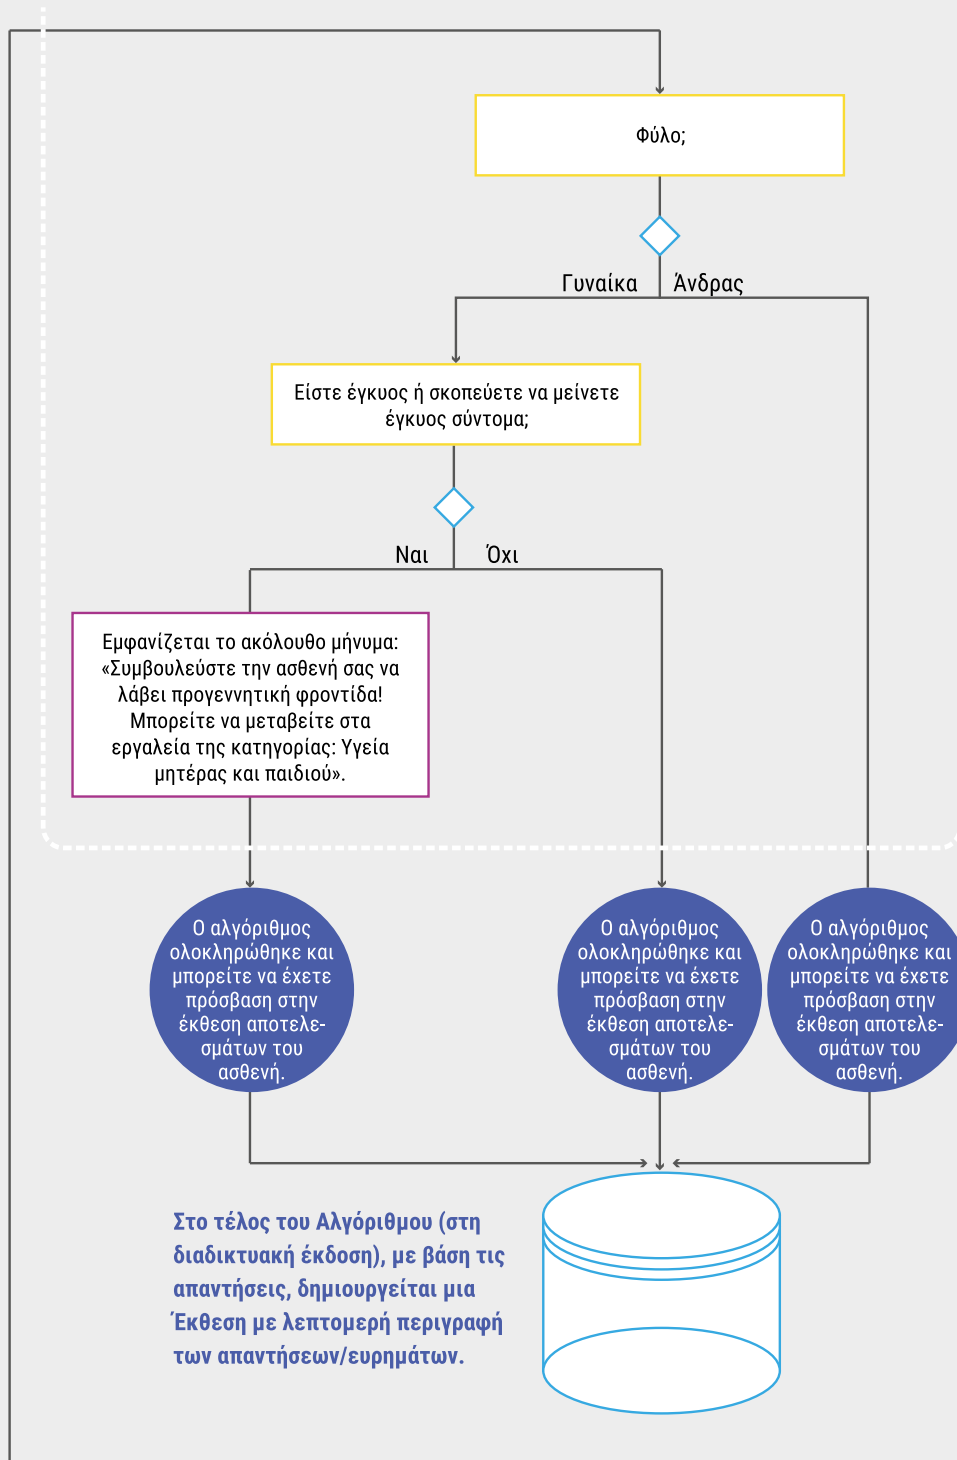 Φύλο;
Γυναίκα
Άνδρας
Είστε έγκυος ή σκοπεύετε να μείνετε
έγκυος σύντομα;
Ναι
Όχι
Εμφανίζεται το ακόλουθο μήνυμα:
«Συμβουλεύστε την ασθενή σας να
λάβει προγεννητική φροντίδα!
Μπορείτε να μεταβείτε στα
εργαλεία της κατηγορίας: Υγεία
μητέρας και παιδιού».
Ο αλγόριθμος
ολοκληρώθηκε και
μπορείτε να έχετε
πρόσβαση στην
έκθεση αποτελε-
σμάτων του
ασθενή.
Ο αλγόριθμος
ολοκληρώθηκε και
μπορείτε να έχετε
πρόσβαση στην
έκθεση αποτελε-
σμάτων του
ασθενή.
Ο αλγόριθμος
ολοκληρώθηκε και
μπορείτε να έχετε
πρόσβαση στην
έκθεση αποτελε-
σμάτων του
ασθενή.
Στο τέλος του Αλγόριθμου (στη
διαδικτυακή έκδοση), με βάση τις
απαντήσεις, δημιουργείται μια
Έκθεση με λεπτομερή περιγραφή
των απαντήσεων/ευρημάτων.